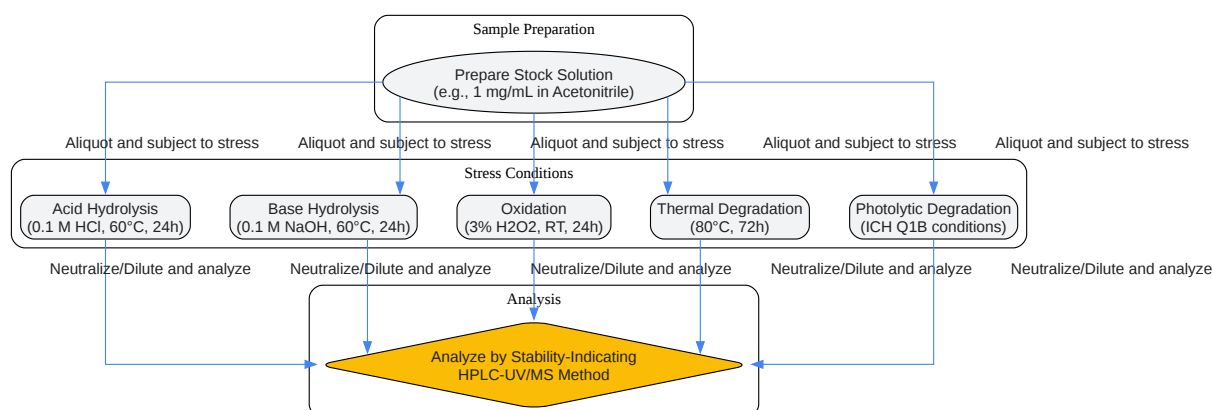 Sample Preparation
Prepare Stock Solution
(e.g., 1 mg/mL in Acetonitrile)
Aliquot and subject to stress
Aliquot and subject to stress
Aliquot and subject to stress
Aliquot and subject to stress
Aliquot and subject to stress
Stress Conditions
Acid Hydrolysis
(0.1 M HCl, 60°C, 24h)
Base Hydrolysis
(0.1 M NaOH, 60°C, 24h)
Oxidation
(3% H2O2, RT, 24h)
Thermal Degradation
(80°C, 72h)
Photolytic Degradation
(ICH Q1B conditions)
Neutralize/Dilute and analyze
Neutralize/Dilute and analyze
Neutralize/Dilute and analyze
Neutralize/Dilute and analyze
Neutralize/Dilute and analyze
Analysis
Analyze by Stability-Indicating
HPLC-UV/MS Method